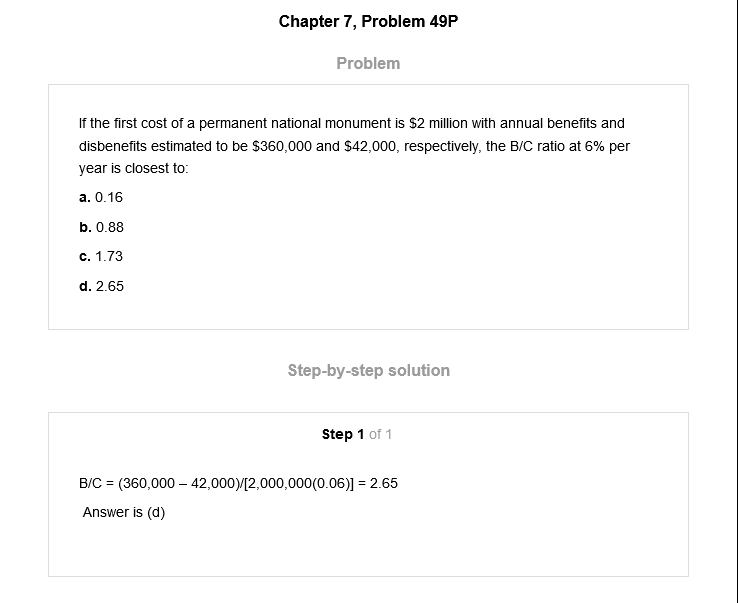 Chapter 7, Problem 49P
Problem
If the first cost of a permanent national monument is $2 million with annual benefits and
disbenefits estimated to be $360,000 and $42,000, respectively, the B/C ratio at 6% per
year is closest to:
a. 0.16
b. 0.88
c. 1.73
d. 2.65
Step-by-step solution
Step 1 of 1
B/C = (360,000 – 42,000)/[2,000,000(0.06)] = 2.65
Answer is (d)